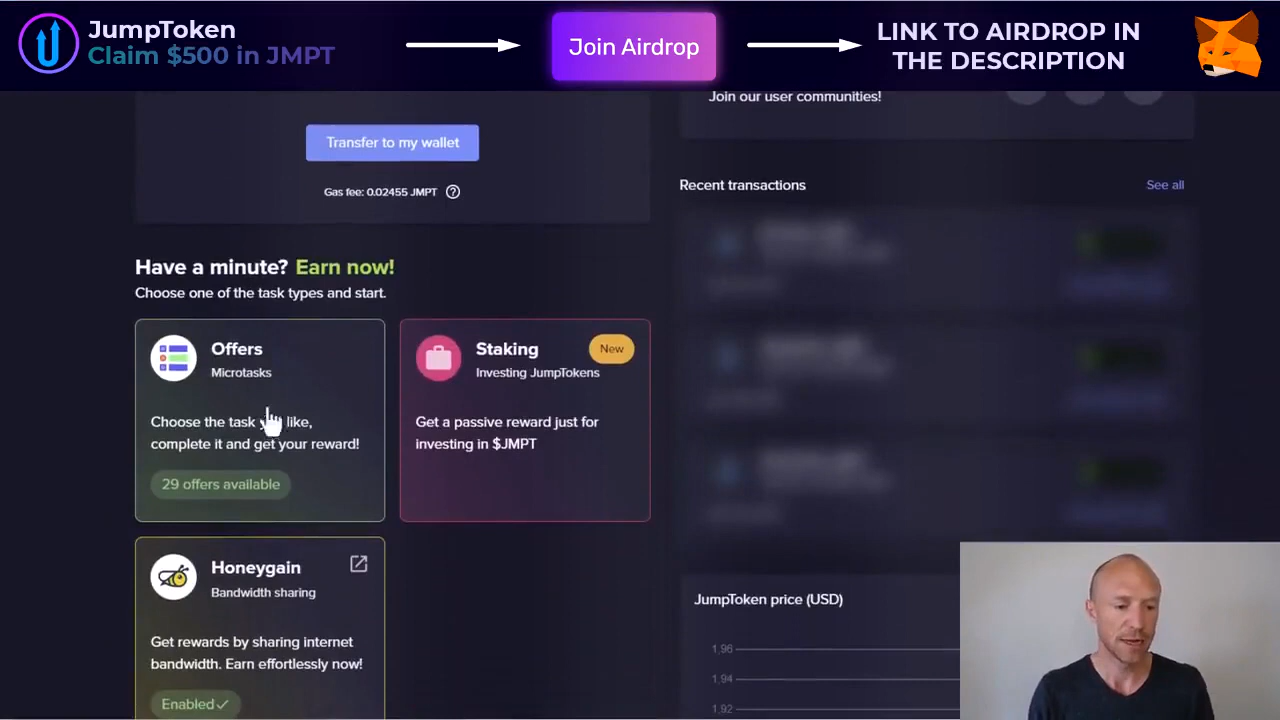 JumpToken
Claim $500 in JMPT
Join Airdrop
LINK TO AIRDROP IN
THE DESCRIPTION
Join our user communities!
Transfer to my wallet
Gas fee: 0.02455 JMPT ?
Recent transactions
See all
Have a minute? Earn now!
Choose one of the task types and start.
Offers
Microtasks
Choose the task like,
complete it and get your reward!
29 offers available
Staking
New
Investing JumpTokens
Get a passive reward just for
investing in $JMPT
Honeygain
Bandwidth sharing
Get rewards by sharing internet
bandwidth. Earn effortlessly now!
Enabled ✓
JumpToken price (USD)
1,96
1,94
1,92